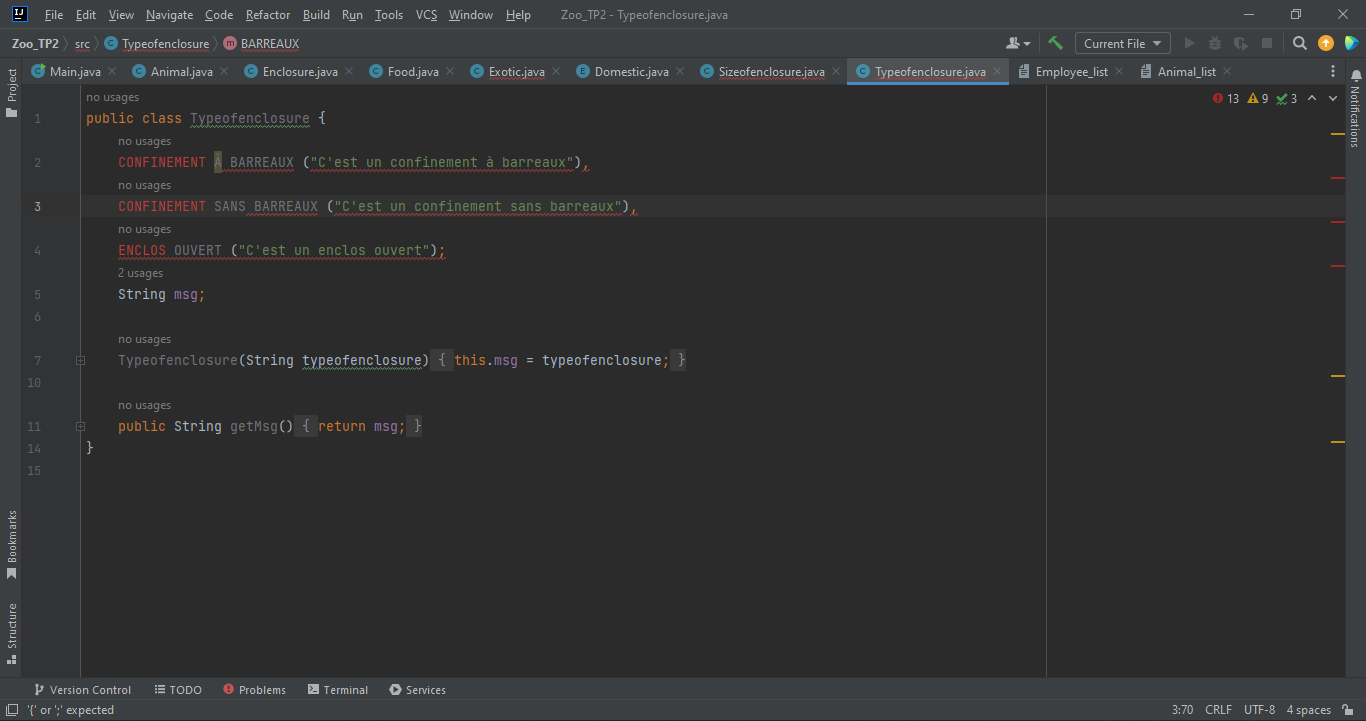 File Edit View Navigate Code Refactor Build Run Tools VCS Window Help Zoo_TP2 - Typeofenclosure.java
Zoo_TP2 src Typeofenclosure BARREAUX Current File
Main.java Animal.java Enclosure.java Food.java Exotic.java Domestic.java Sizeofenclosure.java Typeofenclosure.java Employee_list Animal_list
Project
Bookmarks
Structure
Notifications
13 9 3
no usages
1 public class Typeofenclosure {
no usages
2 CONFINEMENT À BARREAUX ("C'est un confinement à barreaux"),
no usages
3 CONFINEMENT SANS BARREAUX ("C'est un confinement sans barreaux"),
no usages
4 ENCLOS OUVERT ("C'est un enclos ouvert");
2 usages
5 String msg;
6
no usages
7 Typeofenclosure(String typeofenclosure) { this.msg = typeofenclosure; }
10
no usages
11 public String getMsg() { return msg; }
14 }
15
Version Control TODO Problems Terminal Services
'{' or ';' expected 3:70 CRLF UTF-8 4 spaces